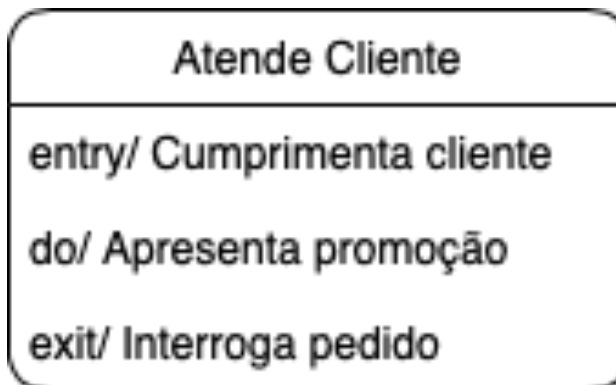 Atende Cliente
entry/ Cumprimenta cliente
do/ Apresenta promoção
exit/ Interroga pedido